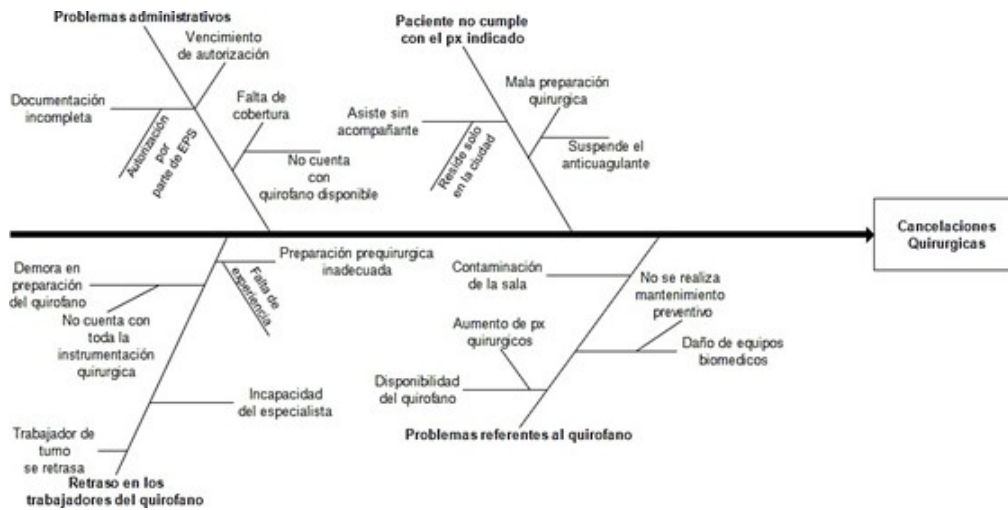 Problemas administrativos
Vencimiento
de autorización
Documentación
incompleta
Autorización
por
parte de EPS
Falta de
cobertura
No cuenta
con
quirofano disponible
Paciente no cumple
con el px indicado
Mala preparación
quirurgica
Asiste sin
acompañante
Reside solo
en la ciudad
Suspende el
anticuagulante
Cancelaciones
Quirurgicas
Preparación prequirurgica
inadecuada
Falta de
experiencia
Demora en
preparación
del quirofano
No cuenta con
toda la
instrumentación
quirurgica
Incapacidad
del especialista
Trabajador de
turno
se retrasa
Retraso en los
trabajadores del quirofano
Contaminación
de la sala
No se realiza
mantenimiento
preventivo
Aumento de px
quirurgicos
Daño de equipos
biomedicos
Disponibilidad
del quirofano
Problemas referentes al quirofano